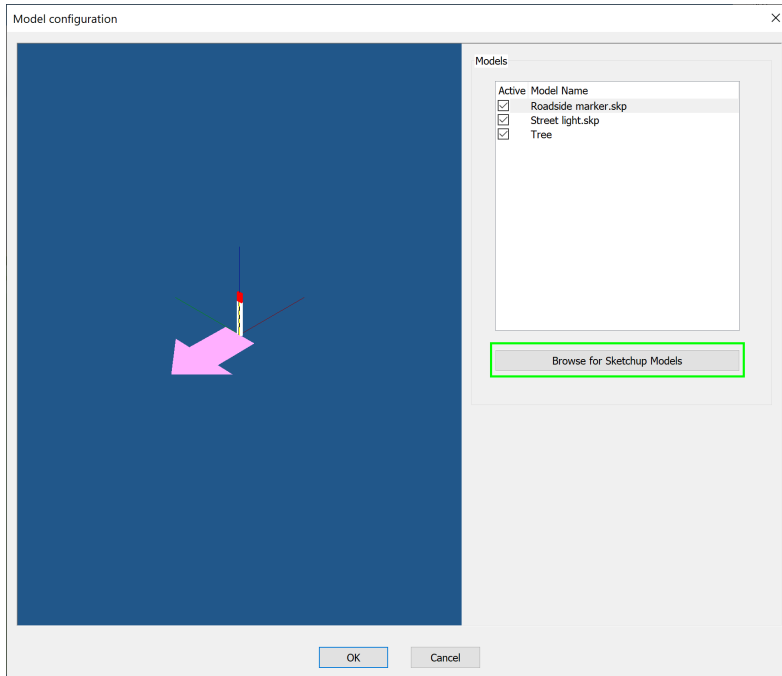 Model configuration
Models
Active Model Name
Roadside marker.skp
Street light.skp
Tree
Browse for Sketchup Models
OK Cancel